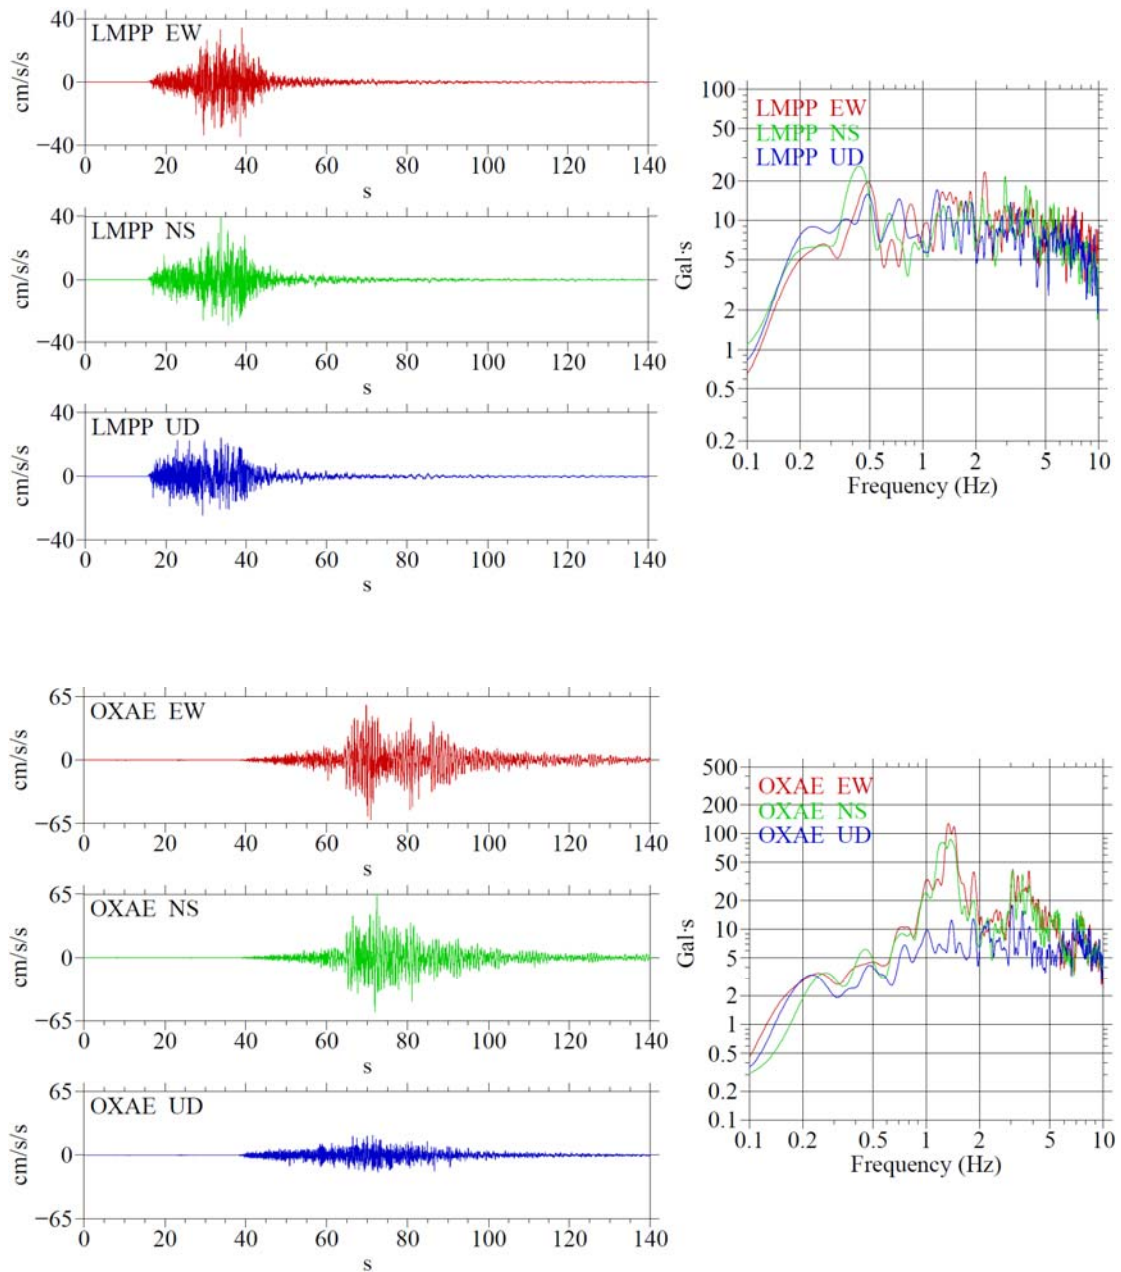 40
LMPP EW
cm/s/s
0
−40
0 20 40 60 80 100 120 140
s
40
LMPP NS
cm/s/s
0
−40
0 20 40 60 80 100 120 140
s
40
LMPP UD
cm/s/s
0
−40
0 20 40 60 80 100 120 140
s
100
LMPP EW
50
LMPP NS
LMPP UD
20
10
Gal·s
5
2
1
0.5
0.2
0.1 0.2 0.5 1 2 5 10
Frequency (Hz)
65
OXAE EW
cm/s/s
0
−65
0 20 40 60 80 100 120 140
s
65
OXAE NS
cm/s/s
0
−65
0 20 40 60 80 100 120 140
s
65
OXAE UD
cm/s/s
0
−65
0 20 40 60 80 100 120 140
s
500
OXAE EW
200
OXAE NS
100
OXAE UD
50
20
10
Gal·s
5
2
1
0.5
0.2
0.1
0.1 0.2 0.5 1 2 5 10
Frequency (Hz)